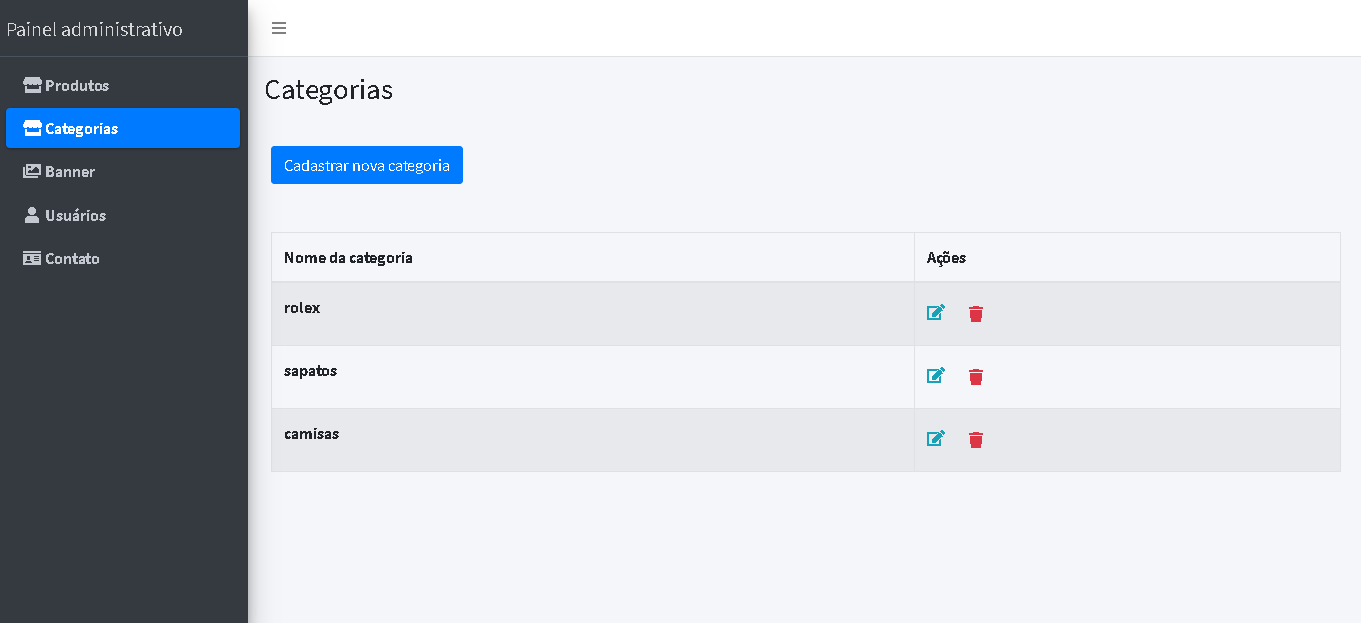 Painel administrativo
Produtos
Categorias
Banner
Usuários
Contato
Categorias
Cadastrar nova categoria
Nome da categoria Ações
rolex
sapatos
camisas